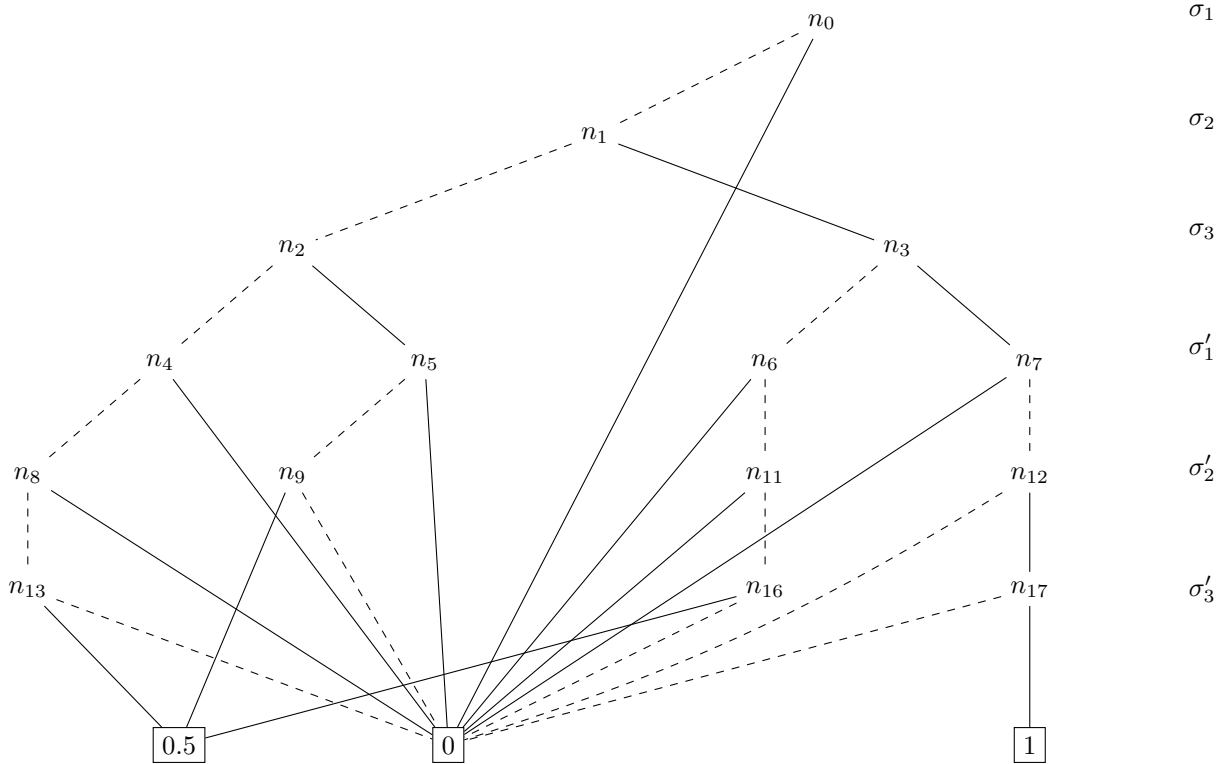 n₀ σ₁
n₁ σ₂
n₂ n₃ σ₃
n₄ n₅ n₆ n₇ σ′₁
n₈ n₉ n₁₁ n₁₂ σ′₂
n₁₃ n₁₆ n₁₇ σ′₃
0.5 0 1